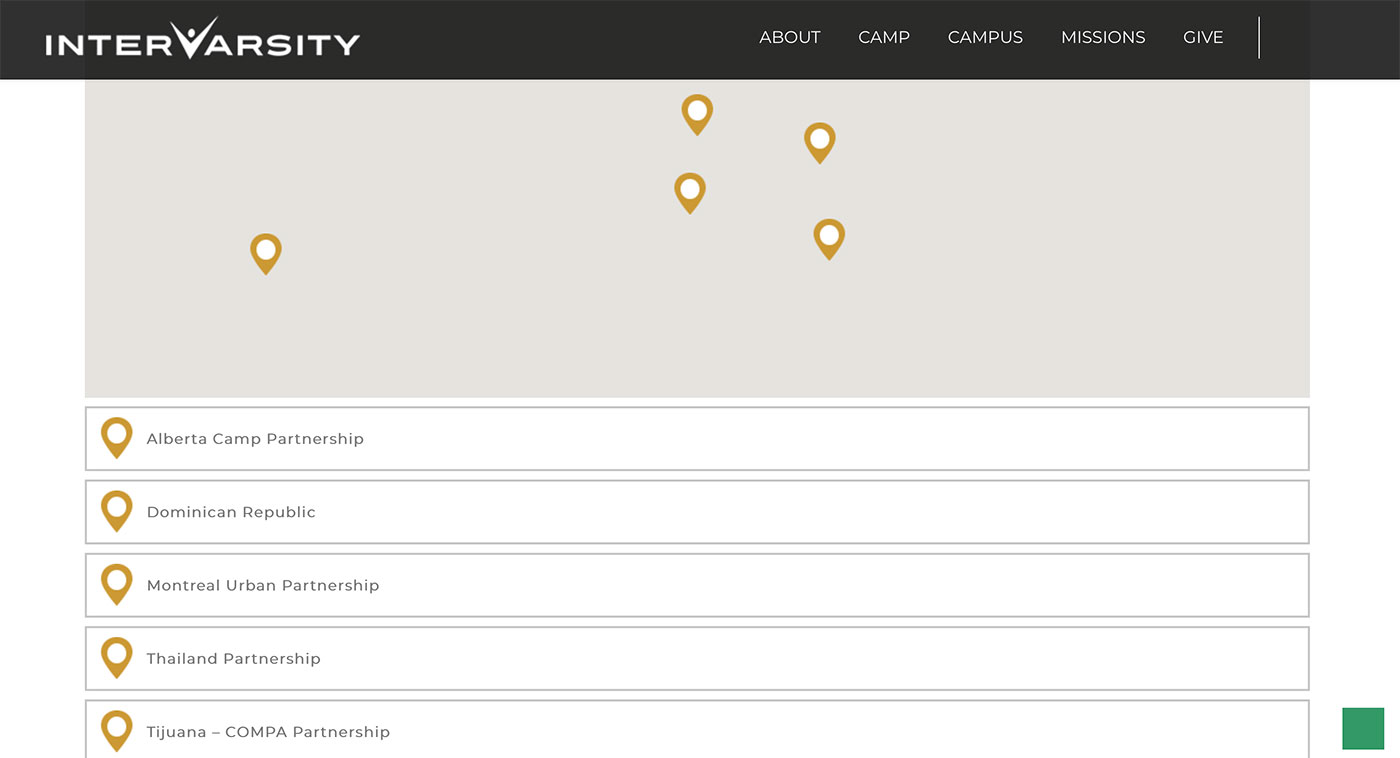 INTERVARSITY
ABOUT CAMP CAMPUS MISSIONS GIVE
Alberta Camp Partnership
Dominican Republic
Montreal Urban Partnership
Thailand Partnership
Tijuana – COMPA Partnership